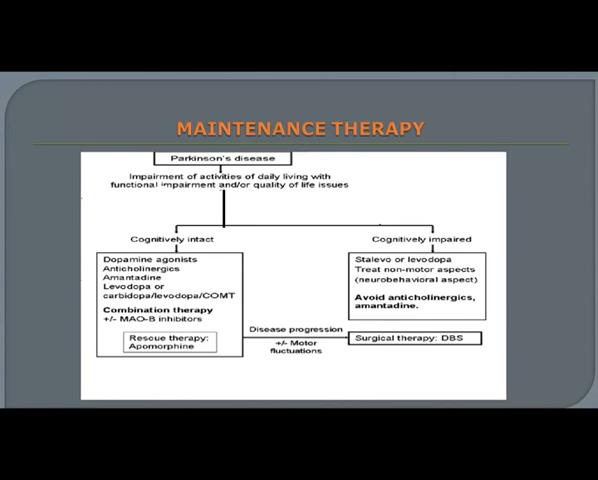 MAINTENANCE THERAPY
Parkinson's disease
Impairment of activities of daily living with
functional impairment and/or quality of life issues
Cognitively intact
Dopamine agonists
Anticholinergics
Amantadine
Levodopa or
carbidopa/levodopa/COMT
Combination therapy
+/- MAO-B inhibitors
Rescue therapy:
Apomorphine
Disease progression
+/- Motor
fluctuations
Cognitively impaired
Stalevo or levodopa
Treat non-motor aspects
(neurobehavioral aspect)
Avoid anticholinergics,
amantadine.
Surgical therapy: DBS